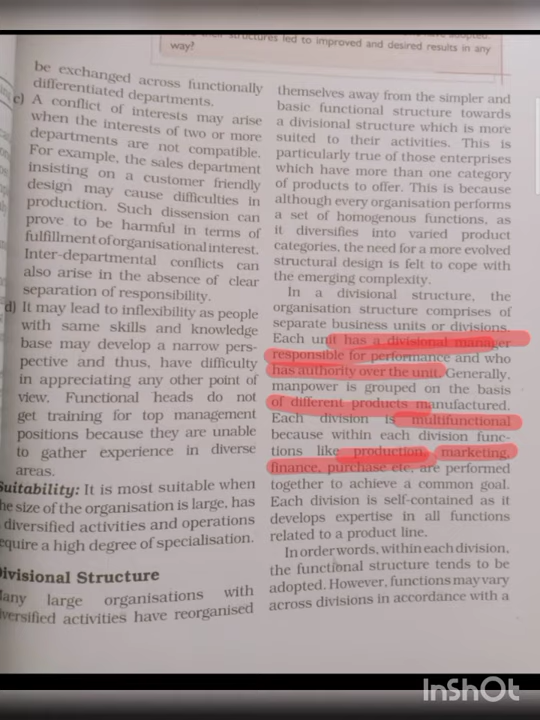 structures led to improved and desired results in any
way?
be exchanged across functionally
differentiated departments.
c) A conflict of interests may arise
when the interests of two or more
departments are not compatible.
For example, the sales department
insisting on a customer friendly
design may cause difficulties in
production. Such dissension can
prove to be harmful in terms of
fulfillment of organisational interest.
Inter-departmental conflicts can
also arise in the absence of clear
separation of responsibility.
d) It may lead to inflexibility as people
with same skills and knowledge
base may develop a narrow pers-
pective and thus, have difficulty
in appreciating any other point of
view. Functional heads do not
get training for top management
positions because they are unable
to gather experience in diverse
areas.
Suitability: It is most suitable when
the size of the organisation is large, has
diversified activities and operations
require a high degree of specialisation.
Divisional Structure
Many large organisations with
diversified activities have reorganised
themselves away from the simpler and
basic functional structure towards
a divisional structure which is more
suited to their activities. This is
particularly true of those enterprises
which have more than one category
of products to offer. This is because
although every organisation performs
a set of homogenous functions, as
it diversifies into varied product
categories, the need for a more evolved
structural design is felt to cope with
the emerging complexity.
In a divisional structure, the
organisation structure comprises of
separate business units or divisions.
Each unit has a divisional manager
responsible for performance and who
has authority over the unit. Generally,
manpower is grouped on the basis
of different products manufactured.
Each division is multifunctional
because within each division func-
tions like production, marketing,
finance, purchase etc, are performed
together to achieve a common goal.
Each division is self-contained as it
develops expertise in all functions
related to a product line.
In order words, within each division,
the functional structure tends to be
adopted. However, functions may vary
across divisions in accordance with a
InShOt